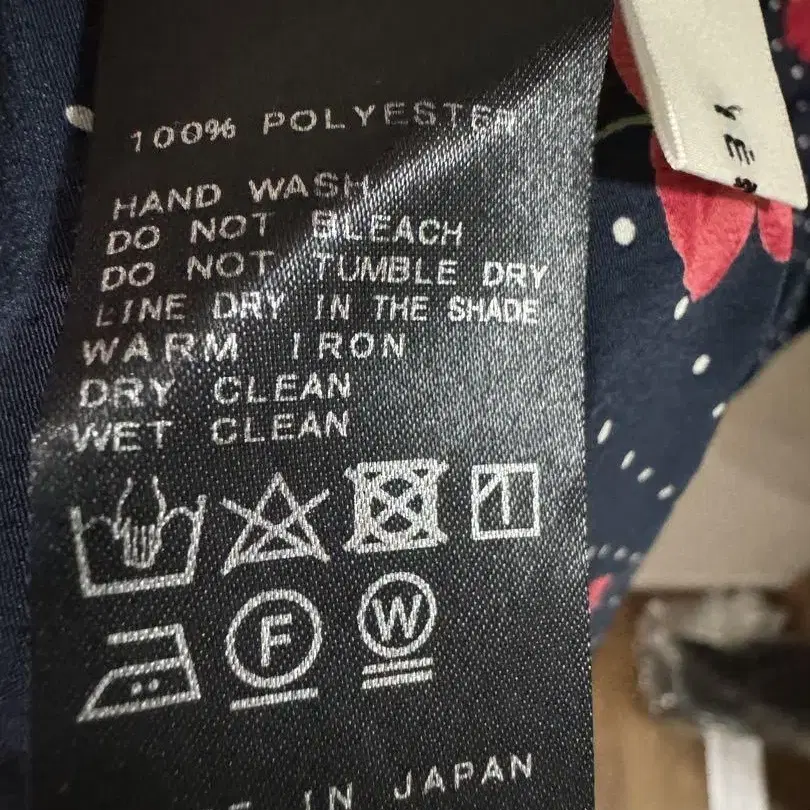 100% POLYESTER
HAND WASH
DO NOT BLEACH
DO NOT TUMBLE DRY
LINE DRY IN THE SHADE
WARM IRON
DRY CLEAN
WET CLEAN
F
W
IN JAPAN